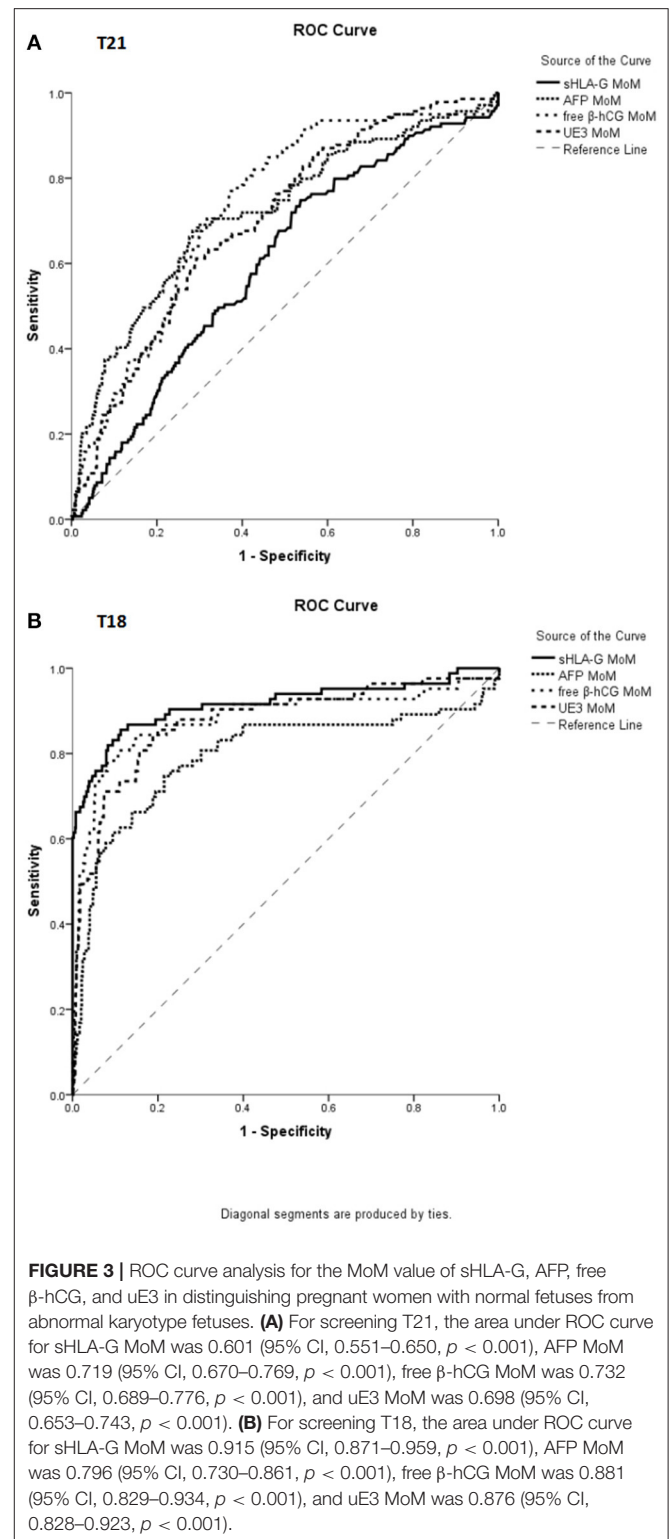 A
T21
ROC Curve
Source of the Curve
sHLA-G MoM
AFP MoM
free β-hCG MoM
UE3 MoM
Reference Line
1.0
0.8
0.6
0.4
0.2
0.0
Sensitivity
0.0 0.2 0.4 0.6 0.8 1.0
1 - Specificity
B
T18
ROC Curve
Source of the Curve
sHLA-G MoM
AFP MoM
free β-hCG MoM
UE3 MoM
Reference Line
1.0
0.8
0.6
0.4
0.2
0.0
Sensitivity
0.0 0.2 0.4 0.6 0.8 1.0
1 - Specificity
Diagonal segments are produced by ties.
FIGURE 3 | ROC curve analysis for the MoM value of sHLA-G, AFP, free
β-hCG, and uE3 in distinguishing pregnant women with normal fetuses from
abnormal karyotype fetuses. (A) For screening T21, the area under ROC curve
for sHLA-G MoM was 0.601 (95% CI, 0.551–0.650, p < 0.001), AFP MoM
was 0.719 (95% CI, 0.670–0.769, p < 0.001), free β-hCG MoM was 0.732
(95% CI, 0.689–0.776, p < 0.001), and uE3 MoM was 0.698 (95% CI,
0.653–0.743, p < 0.001). (B) For screening T18, the area under ROC curve
for sHLA-G MoM was 0.915 (95% CI, 0.871–0.959, p < 0.001), AFP MoM
was 0.796 (95% CI, 0.730–0.861, p < 0.001), free β-hCG MoM was 0.881
(95% CI, 0.829–0.934, p < 0.001), and uE3 MoM was 0.876 (95% CI,
0.828–0.923, p < 0.001).